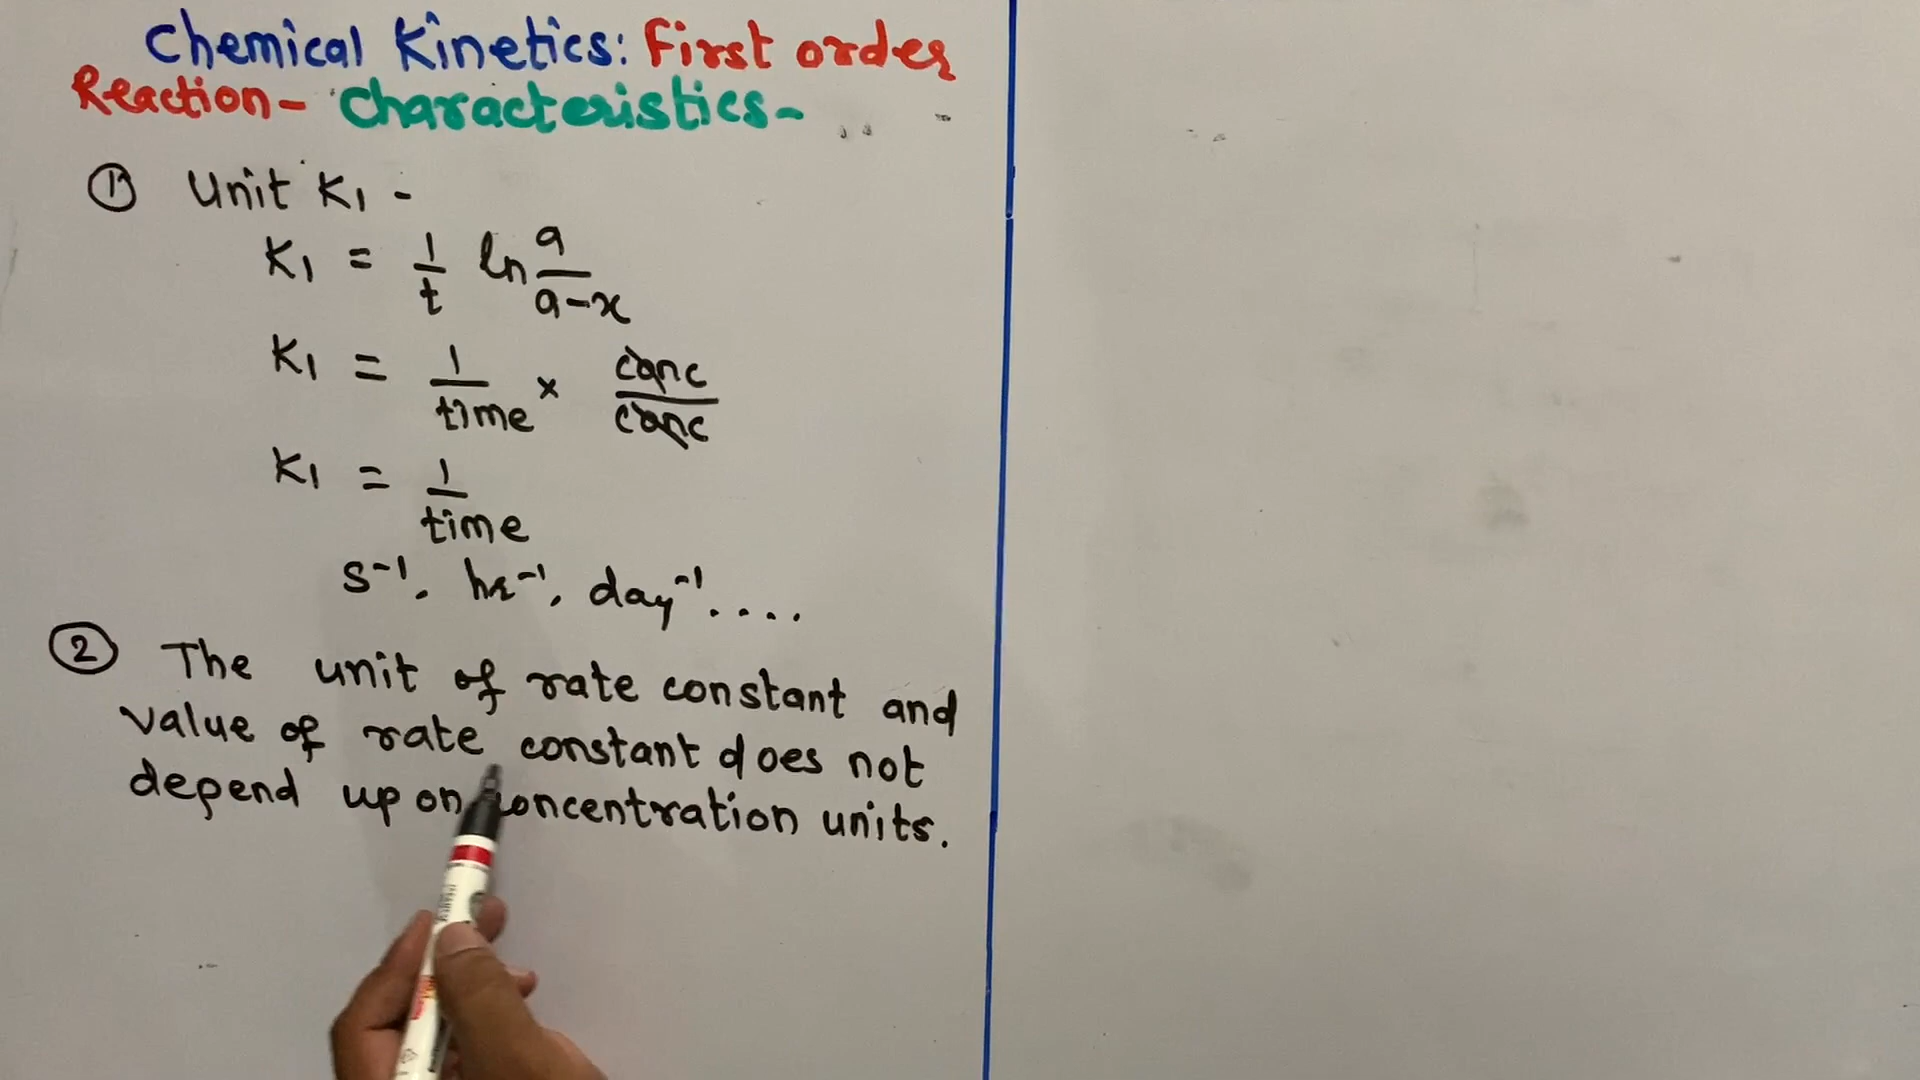 Chemical Kinetics: First order
Reaction- Characteristics-
① Unit K₁ -
K₁ = 1/t ln a/a-x
K₁ = 1/time × conc/conc
K₁ = 1/time
s⁻¹, hr⁻¹, day⁻¹....
② The unit of rate constant and
value of rate constant does not
depend upon concentration units.